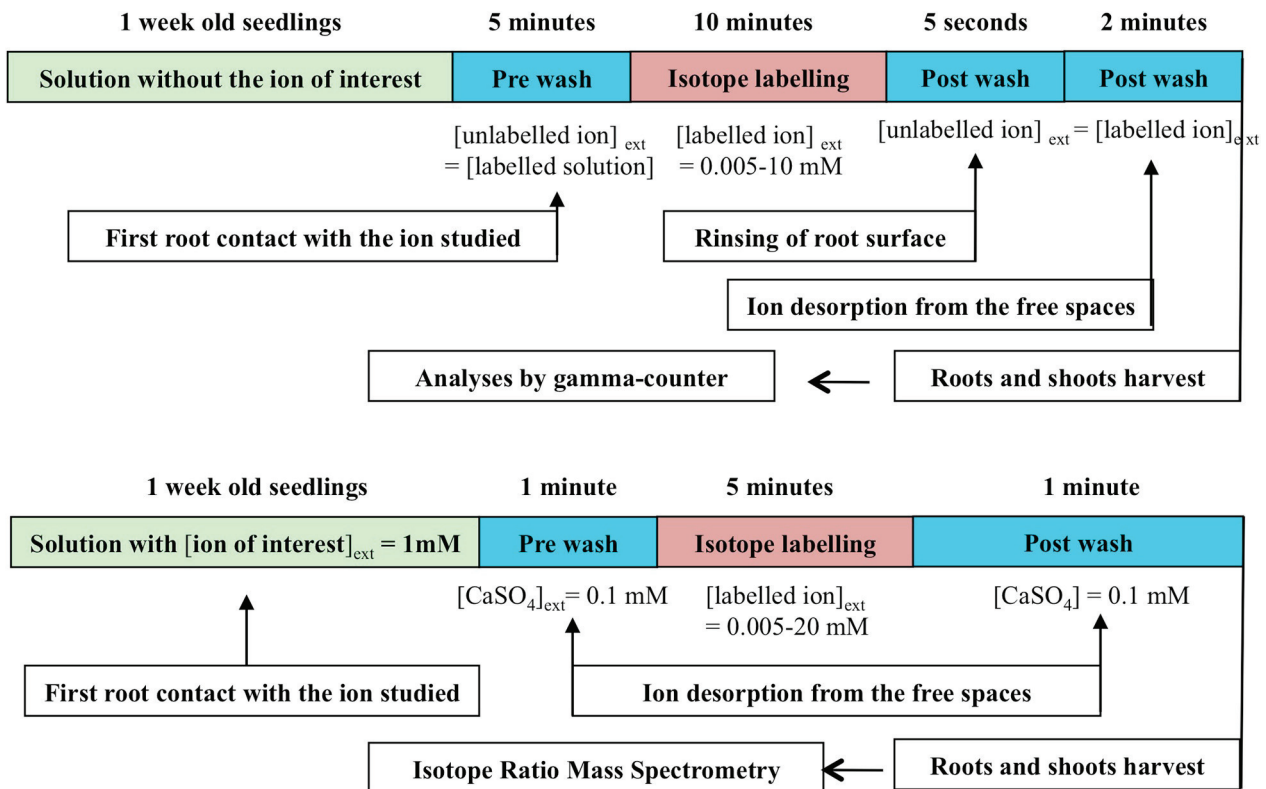 1 week old seedlings 5 minutes 10 minutes 5 seconds 2 minutes
Solution without the ion of interest Pre wash Isotope labelling Post wash Post wash
[unlabelled ion] ext [labelled ion] ext [unlabelled ion] ext = [labelled ion]ext
= [labelled solution] = 0.005-10 mM
First root contact with the ion studied Rinsing of root surface
Ion desorption from the free spaces
Analyses by gamma-counter Roots and shoots harvest
1 week old seedlings 1 minute 5 minutes 1 minute
Solution with [ion of interest]ext = 1mM Pre wash Isotope labelling Post wash
[CaSO4]ext= 0.1 mM [labelled ion]ext [CaSO4] = 0.1 mM
= 0.005-20 mM
First root contact with the ion studied Ion desorption from the free spaces
Isotope Ratio Mass Spectrometry Roots and shoots harvest